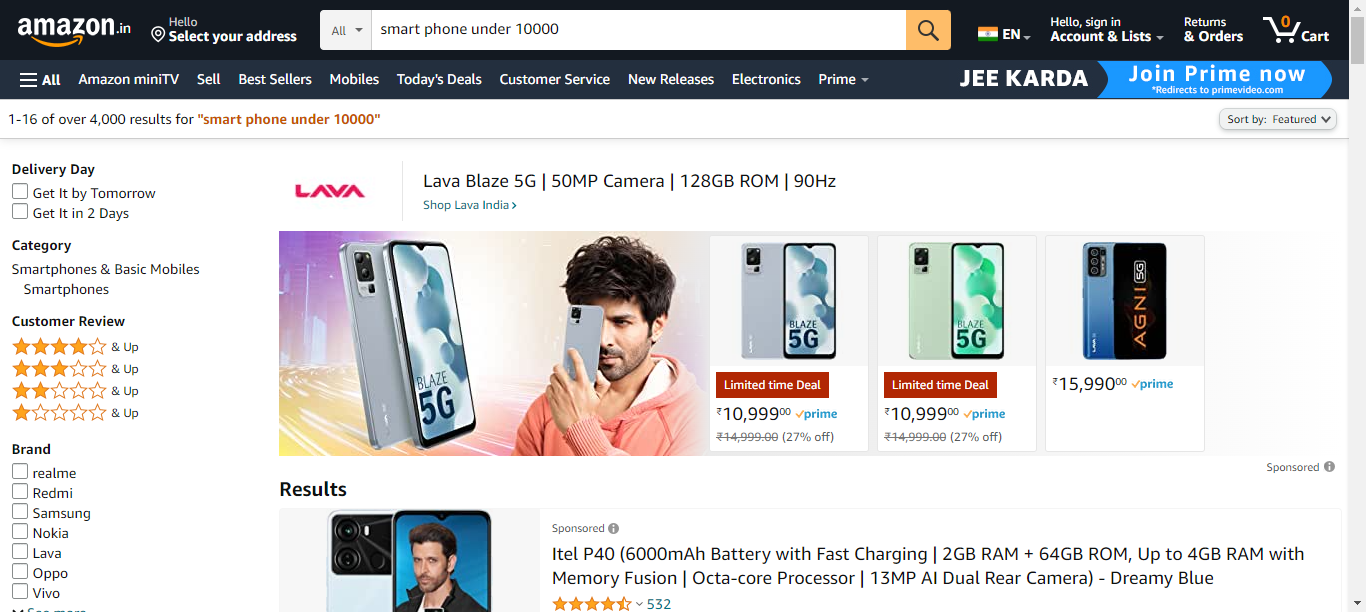 amazon.in
Hello
Select your address
All
smart phone under 10000
EN
Hello, sign in
Account & Lists
Returns
& Orders
0
Cart
All
Amazon miniTV
Sell
Best Sellers
Mobiles
Today's Deals
Customer Service
New Releases
Electronics
Prime
JEE KARDA
Join Prime now
*Redirects to primevideo.com
1-16 of over 4,000 results for "smart phone under 10000"
Sort by: Featured
Delivery Day
Get It by Tomorrow
Get It in 2 Days
Category
Smartphones & Basic Mobiles
Smartphones
Customer Review
& Up
& Up
& Up
& Up
Brand
realme
Redmi
Samsung
Nokia
Lava
Oppo
Vivo
See more
LAVA
Lava Blaze 5G | 50MP Camera | 128GB ROM | 90Hz
Shop Lava India ›
BLAZE
5G
BLAZE
5G
Limited time Deal
₹10,99900 prime
₹14,999.00 (27% off)
BLAZE
5G
Limited time Deal
₹10,99900 prime
₹14,999.00 (27% off)
AGNI 5G
₹15,99000 prime
Sponsored
Results
Sponsored
Itel P40 (6000mAh Battery with Fast Charging | 2GB RAM + 64GB ROM, Up to 4GB RAM with
Memory Fusion | Octa-core Processor | 13MP AI Dual Rear Camera) - Dreamy Blue
532